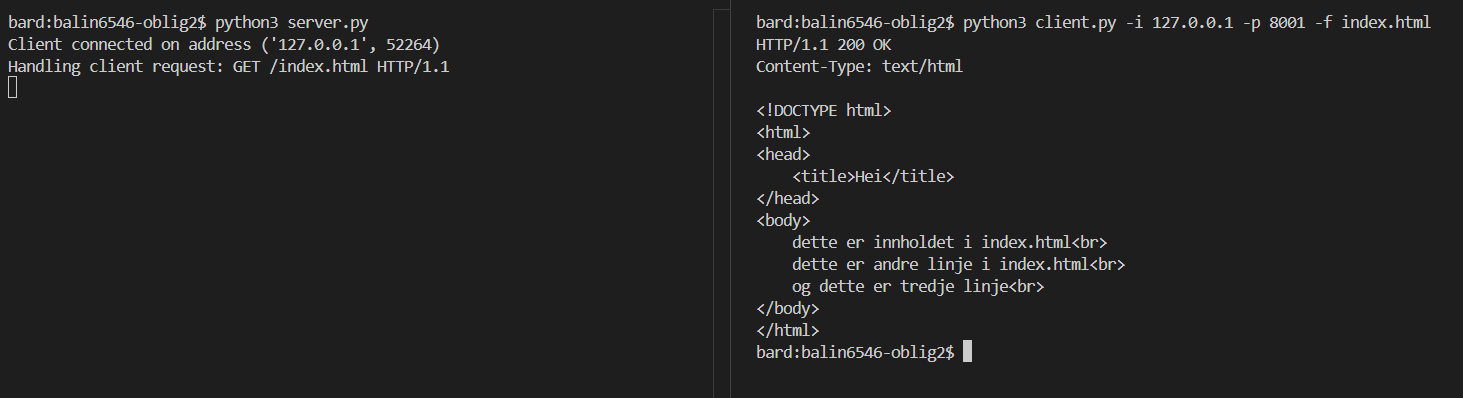 bard:balin6546-oblig2$ python3 server.py
Client connected on address ('127.0.0.1', 52264)
Handling client request: GET /index.html HTTP/1.1
bard:balin6546-oblig2$ python3 client.py -i 127.0.0.1 -p 8001 -f index.html
HTTP/1.1 200 OK
Content-Type: text/html

<!DOCTYPE html>
<html>
<head>
    <title>Hei</title>
</head>
<body>
    dette er innholdet i index.html<br>
    dette er andre linje i index.html<br>
    og dette er tredje linje<br>
</body>
</html>
bard:balin6546-oblig2$